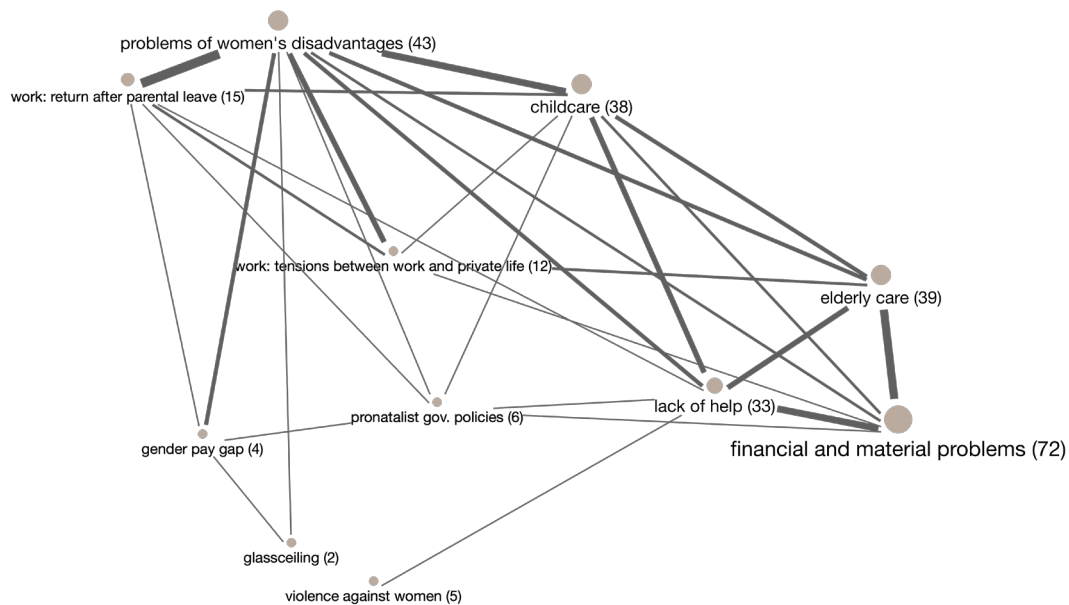 problems of women's disadvantages (43)
work: return after parental leave (15)
childcare (38)
work: tensions between work and private life (12)
elderly care (39)
lack of help (33)
pronatalist gov. policies (6)
gender pay gap (4)
financial and material problems (72)
glassceiling (2)
violence against women (5)